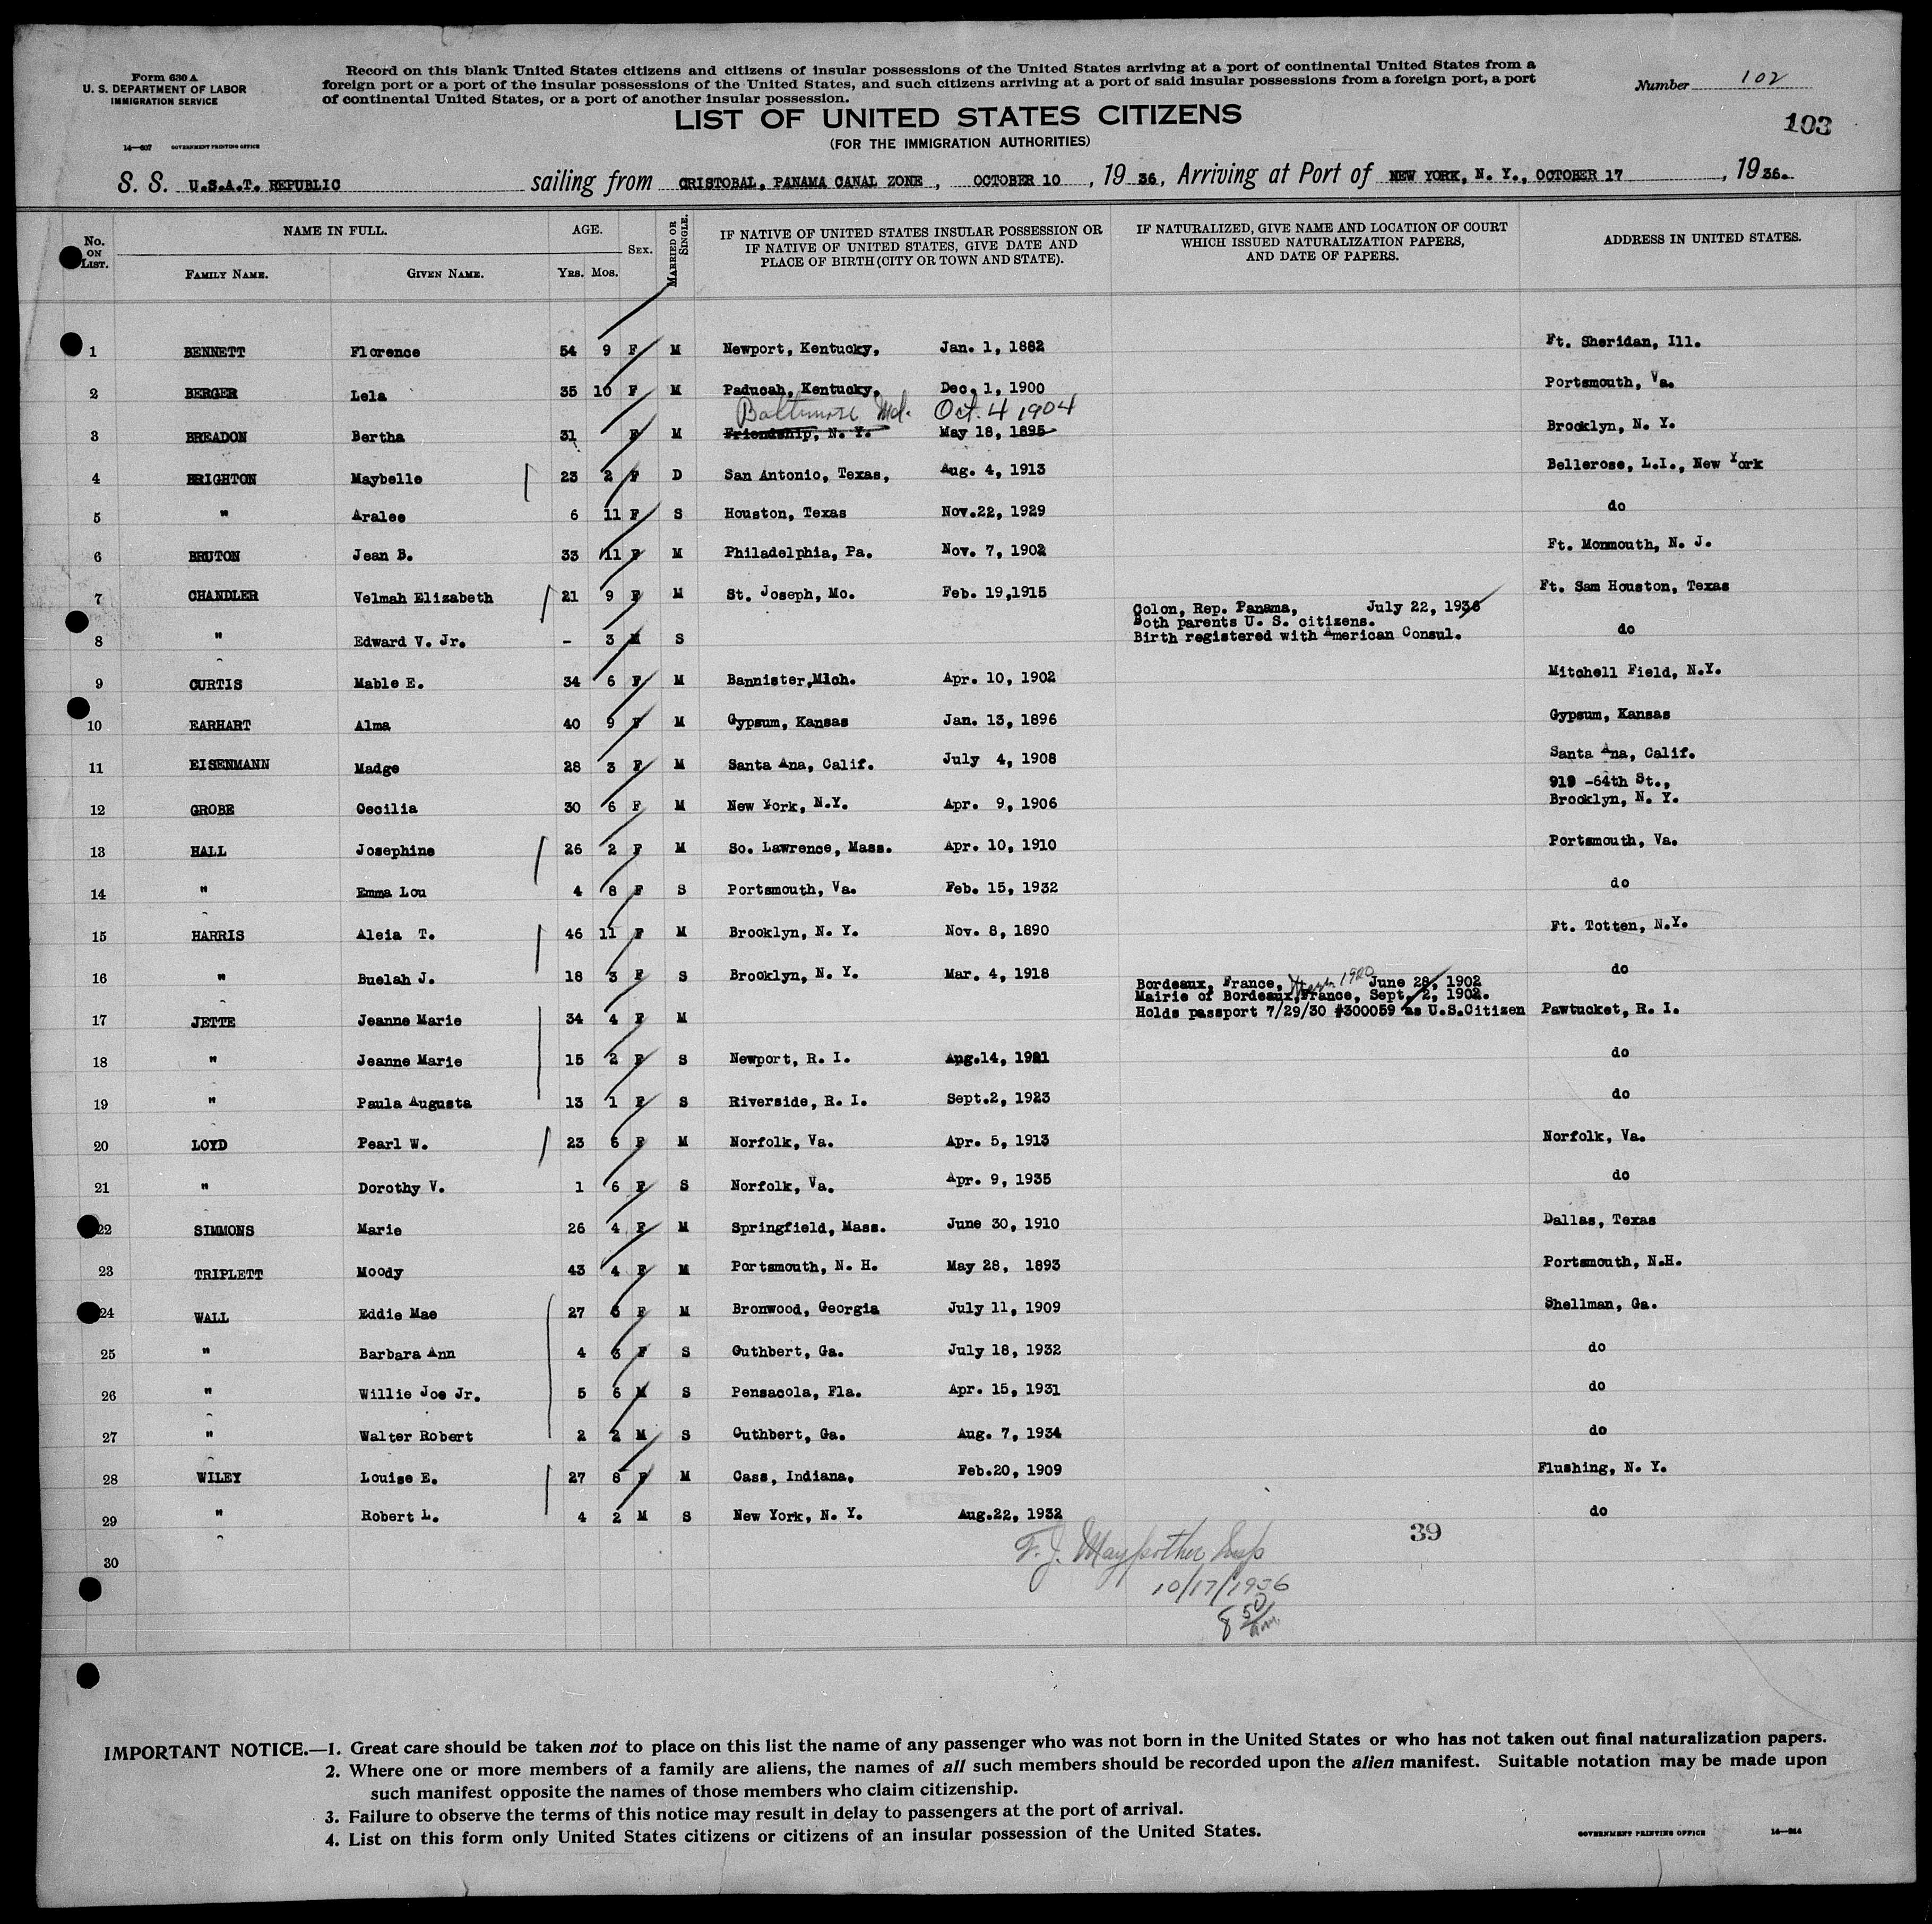 Form 630 A
U. S. DEPARTMENT OF LABOR
IMMIGRATION SERVICE
14—607 GOVERNMENT PRINTING OFFICE
Record on this blank United States citizens and citizens of insular possessions of the United States arriving at a port of continental United States from a
foreign port or a port of the insular possessions of the United States, and such citizens arriving at a port of said insular possessions from a foreign port, a port
of continental United States, or a port of another insular possession.
Number 102
103
LIST OF UNITED STATES CITIZENS
(FOR THE IMMIGRATION AUTHORITIES)
S. S. U.S.A.T. REPUBLIC sailing from CRISTOBAL, PANAMA CANAL ZONE, OCTOBER 10, 1936, Arriving at Port of NEW YORK, N. Y., OCTOBER 17, 1936.
No. ON LIST.
NAME IN FULL.
FAMILY NAME. GIVEN NAME.
AGE.
YRS. MOS.
SEX.
MARRIED OR SINGLE.
IF NATIVE OF UNITED STATES INSULAR POSSESSION OR
IF NATIVE OF UNITED STATES, GIVE DATE AND
PLACE OF BIRTH (CITY OR TOWN AND STATE).
IF NATURALIZED, GIVE NAME AND LOCATION OF COURT
WHICH ISSUED NATURALIZATION PAPERS,
AND DATE OF PAPERS.
ADDRESS IN UNITED STATES.
1 BENNETT Florence 54 9 F M Newport, Kentucky, Jan. 1, 1882 Ft. Sheridan, Ill.
2 BERGER Lela 35 10 F M Paducah, Kentucky, Dec. 1, 1900 Portsmouth, Va.
Baltimore Md. Oct. 4 1904
3 BREADON Bertha 31 F M Friendship, N. Y. May 18, 1895 Brooklyn, N. Y.
4 BRIGHTON Maybelle 23 2 F D San Antonio, Texas, Aug. 4, 1913 Bellerose, L.I., New York
5 " Aralee 6 11 F S Houston, Texas Nov.22, 1929 do
6 BRUTON Jean B. 33 11 F M Philadelphia, Pa. Nov. 7, 1902 Ft. Monmouth, N. J.
7 CHANDLER Velmah Elizabeth 21 9 F M St. Joseph, Mo. Feb. 19,1915 Ft. Sam Houston, Texas
Colon, Rep. Panama, July 22, 1936
Both parents U. S. citizens.
8 " Edward V. Jr. – 3 M S Birth registered with American Consul. do
9 CURTIS Mable E. 34 6 F M Bannister,Mich. Apr. 10, 1902 Mitchell Field, N.Y.
10 EARHART Alma 40 9 F M Gypsum, Kansas Jan. 13, 1896 Gypsum, Kansas
11 EISENMANN Madge 28 3 F M Santa Ana, Calif. July 4, 1908 Santa Ana, Calif.
919 -64th St.,
12 GROBE Cecilia 30 6 F M New York, N.Y. Apr. 9, 1906 Brooklyn, N. Y.
13 HALL Josephine 26 2 F M So. Lawrence, Mass. Apr. 10, 1910 Portsmouth, Va.
14 " Emma Lou 4 8 F S Portsmouth, Va. Feb. 15, 1932 do
15 HARRIS Aleia T. 46 11 F M Brooklyn, N. Y. Nov. 8, 1890 Ft. Totten, N.Y.
16 " Buelah J. 18 3 F S Brooklyn, N. Y. Mar. 4, 1918 do
Bordeaux, France, 1920 June 28, 1902
Mairie of Bordeaux,France, Sept. 2, 1902.
17 JETTE Jeanne Marie 34 4 F M Holds passport 7/29/30 #300059 as U.S.Citizen Pawtucket, R. I.
18 " Jeanne Marie 15 2 F S Newport, R. I. Aug.14, 1921 do
19 " Paula Augusta 13 1 F S Riverside, R. I. Sept.2, 1923 do
20 LOYD Pearl W. 23 6 F M Norfolk, Va. Apr. 5, 1913 Norfolk, Va.
21 " Dorothy V. 1 6 F S Norfolk, Va. Apr. 9, 1935 do
22 SIMMONS Marie 26 4 F M Springfield, Mass. June 30, 1910 Dallas, Texas
23 TRIPLETT Moody 43 4 F M Portsmouth, N. H. May 28, 1893 Portsmouth, N.H.
24 WALL Eddie Mae 27 F M Bronwood, Georgia July 11, 1909 Shellman, Ga.
25 " Barbara Ann 4 3 F S Cuthbert, Ga. July 18, 1932 do
26 " Willie Joe Jr. 5 6 M S Pensacola, Fla. Apr. 15, 1931 do
27 " Walter Robert 2 2 M S Cuthbert, Ga. Aug. 7, 1934 do
28 WILEY Louise E. 27 8 F M Cass, Indiana, Feb.20, 1909 Flushing, N. Y.
29 " Robert L. 4 2 M S New York, N. Y. Aug.22, 1932 do
39
30
F. J. Maypother Insp
10/17/1936
8 50 am.
IMPORTANT NOTICE.—1. Great care should be taken not to place on this list the name of any passenger who was not born in the United States or who has not taken out final naturalization papers.
2. Where one or more members of a family are aliens, the names of all such members should be recorded upon the alien manifest. Suitable notation may be made upon
such manifest opposite the names of those members who claim citizenship.
3. Failure to observe the terms of this notice may result in delay to passengers at the port of arrival.
4. List on this form only United States citizens or citizens of an insular possession of the United States.
GOVERNMENT PRINTING OFFICE